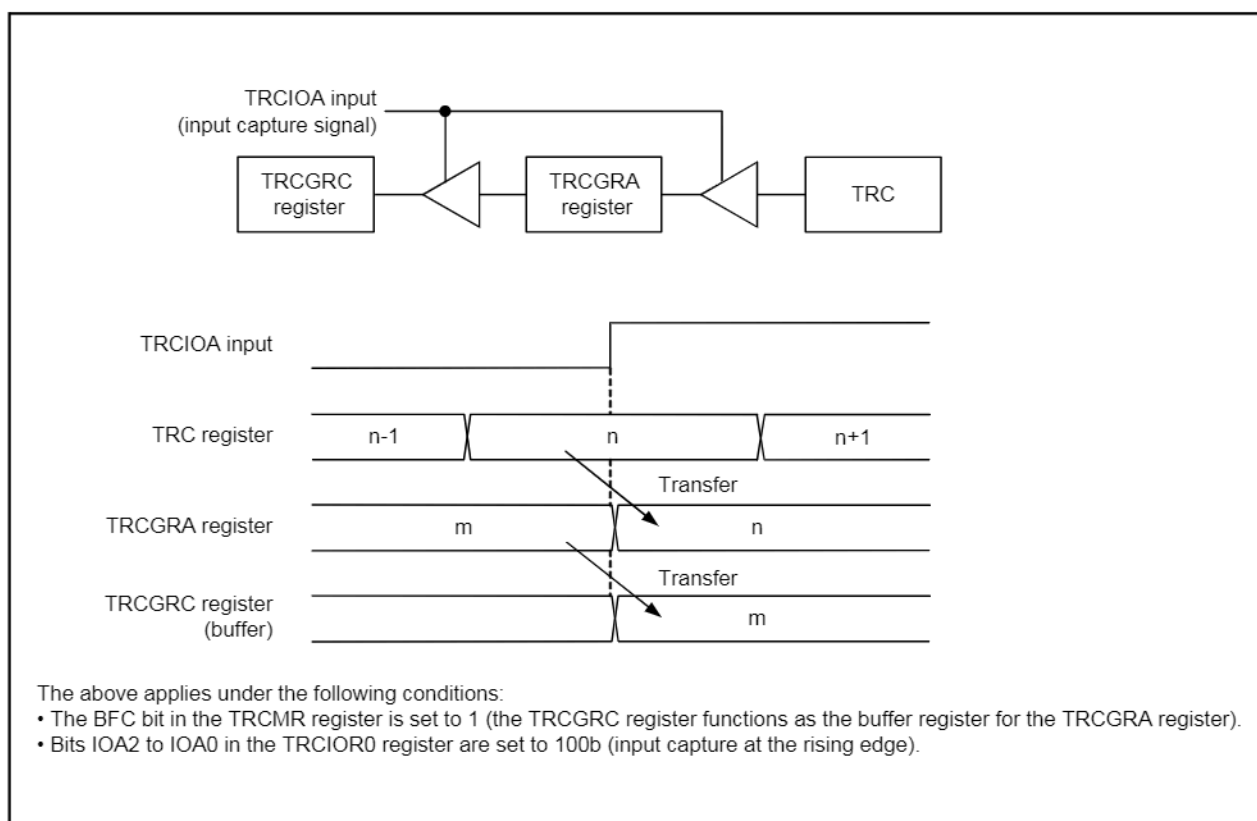 TRCIOA input
(input capture signal)
TRCGRC
register
TRCGRA
register
TRC
TRCIOA input
TRC register
n-1
n
n+1
Transfer
TRCGRA register
m
n
Transfer
TRCGRC register
(buffer)
m
The above applies under the following conditions:
• The BFC bit in the TRCMR register is set to 1 (the TRCGRC register functions as the buffer register for the TRCGRA register).
• Bits IOA2 to IOA0 in the TRCIOR0 register are set to 100b (input capture at the rising edge).